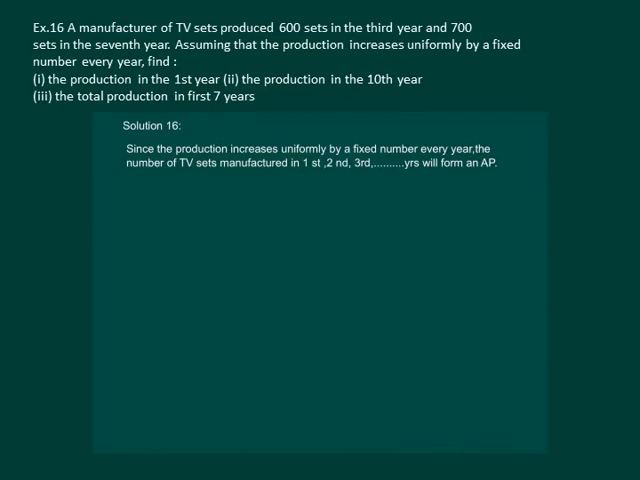 Ex.16 A manufacturer of TV sets produced 600 sets in the third year and 700
sets in the seventh year. Assuming that the production increases uniformly by a fixed
number every year, find :
(i) the production in the 1st year (ii) the production in the 10th year
(iii) the total production in first 7 years
Solution 16:
Since the production increases uniformly by a fixed number every year,the
number of TV sets manufactured in 1 st ,2 nd, 3rd,..........yrs will form an AP.